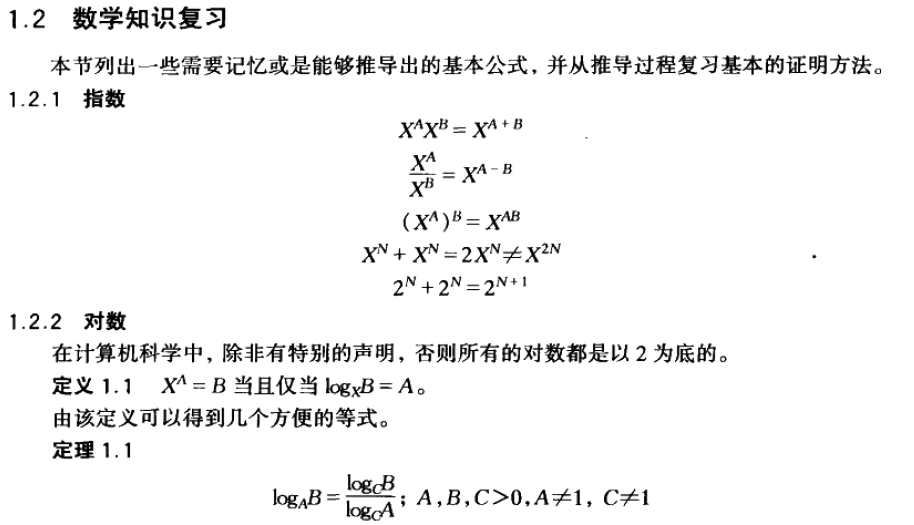 1.2 数学知识复习
本节列出一些需要记忆或是能够推导出的基本公式，并从推导过程复习基本的证明方法。
1.2.1 指数
X^A X^B = X^{A+B}
\frac{X^A}{X^B} = X^{A-B}
(X^A)^B = X^{AB}
X^N + X^N = 2X^N ≠ X^{2N}
2^N + 2^N = 2^{N+1}
1.2.2 对数
在计算机科学中，除非有特别的声明，否则所有的对数都是以 2 为底的。
定义 1.1 X^A = B 当且仅当 log_X B = A。
由该定义可以得到几个方便的等式。
定理 1.1
log_A B = \frac{log_C B}{log_C A}; A,B,C>0,A≠1, C≠1